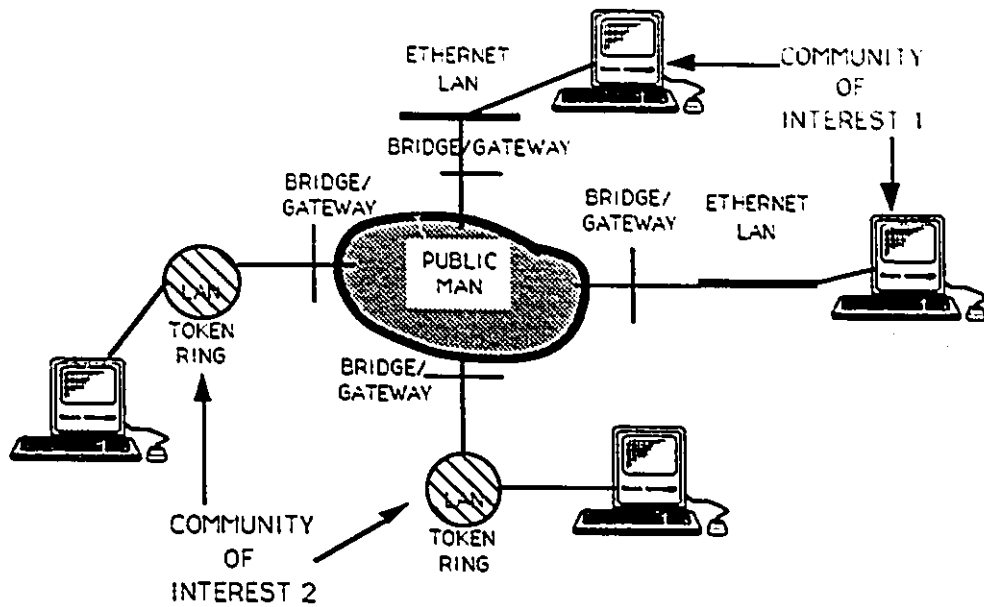 ETHERNET
LAN
COMMUNITY
OF
INTEREST 1
BRIDGE/GATEWAY
BRIDGE/
GATEWAY
BRIDGE/
GATEWAY
ETHERNET
LAN
PUBLIC
MAN
LAN
TOKEN
RING
BRIDGE/
GATEWAY
LAN
TOKEN
RING
COMMUNITY
OF
INTEREST 2